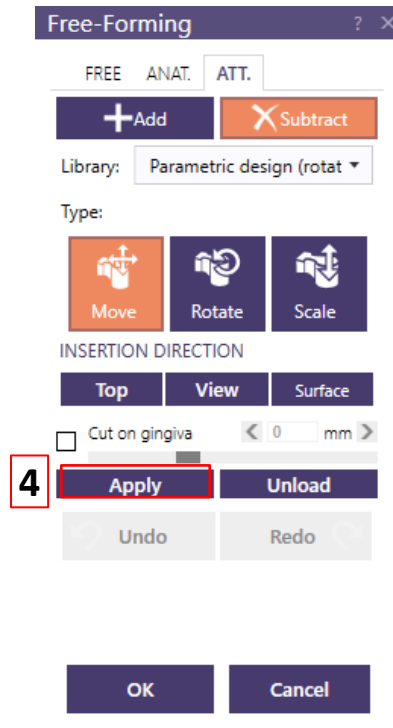 Free-Forming ? ×
FREE ANAT. ATT.
+Add Subtract
Library: Parametric design (rotat
Type:
Move Rotate Scale
INSERTION DIRECTION
Top View Surface
Cut on gingiva 0 mm
4 Apply Unload
Undo Redo
OK Cancel